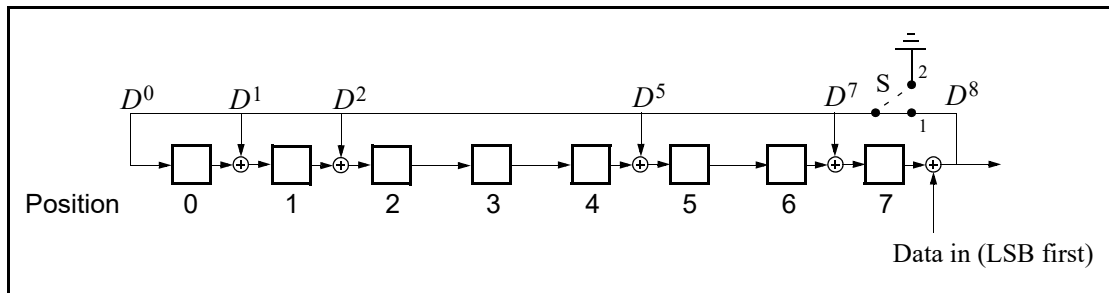 2
S
D⁰ D¹ D² D⁵ D⁷ D⁸
1
Position 0 1 2 3 4 5 6 7
Data in (LSB first)